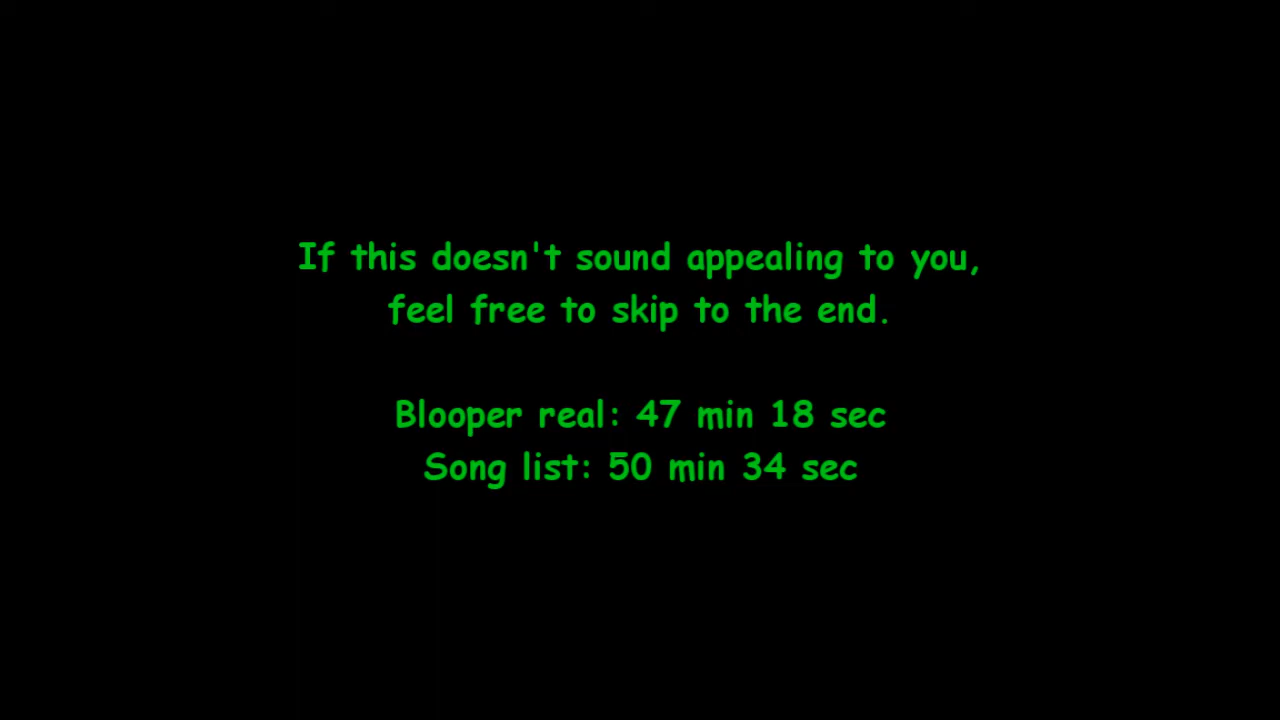 If this doesn't sound appealing to you,
feel free to skip to the end.
Blooper real: 47 min 18 sec
Song list: 50 min 34 sec